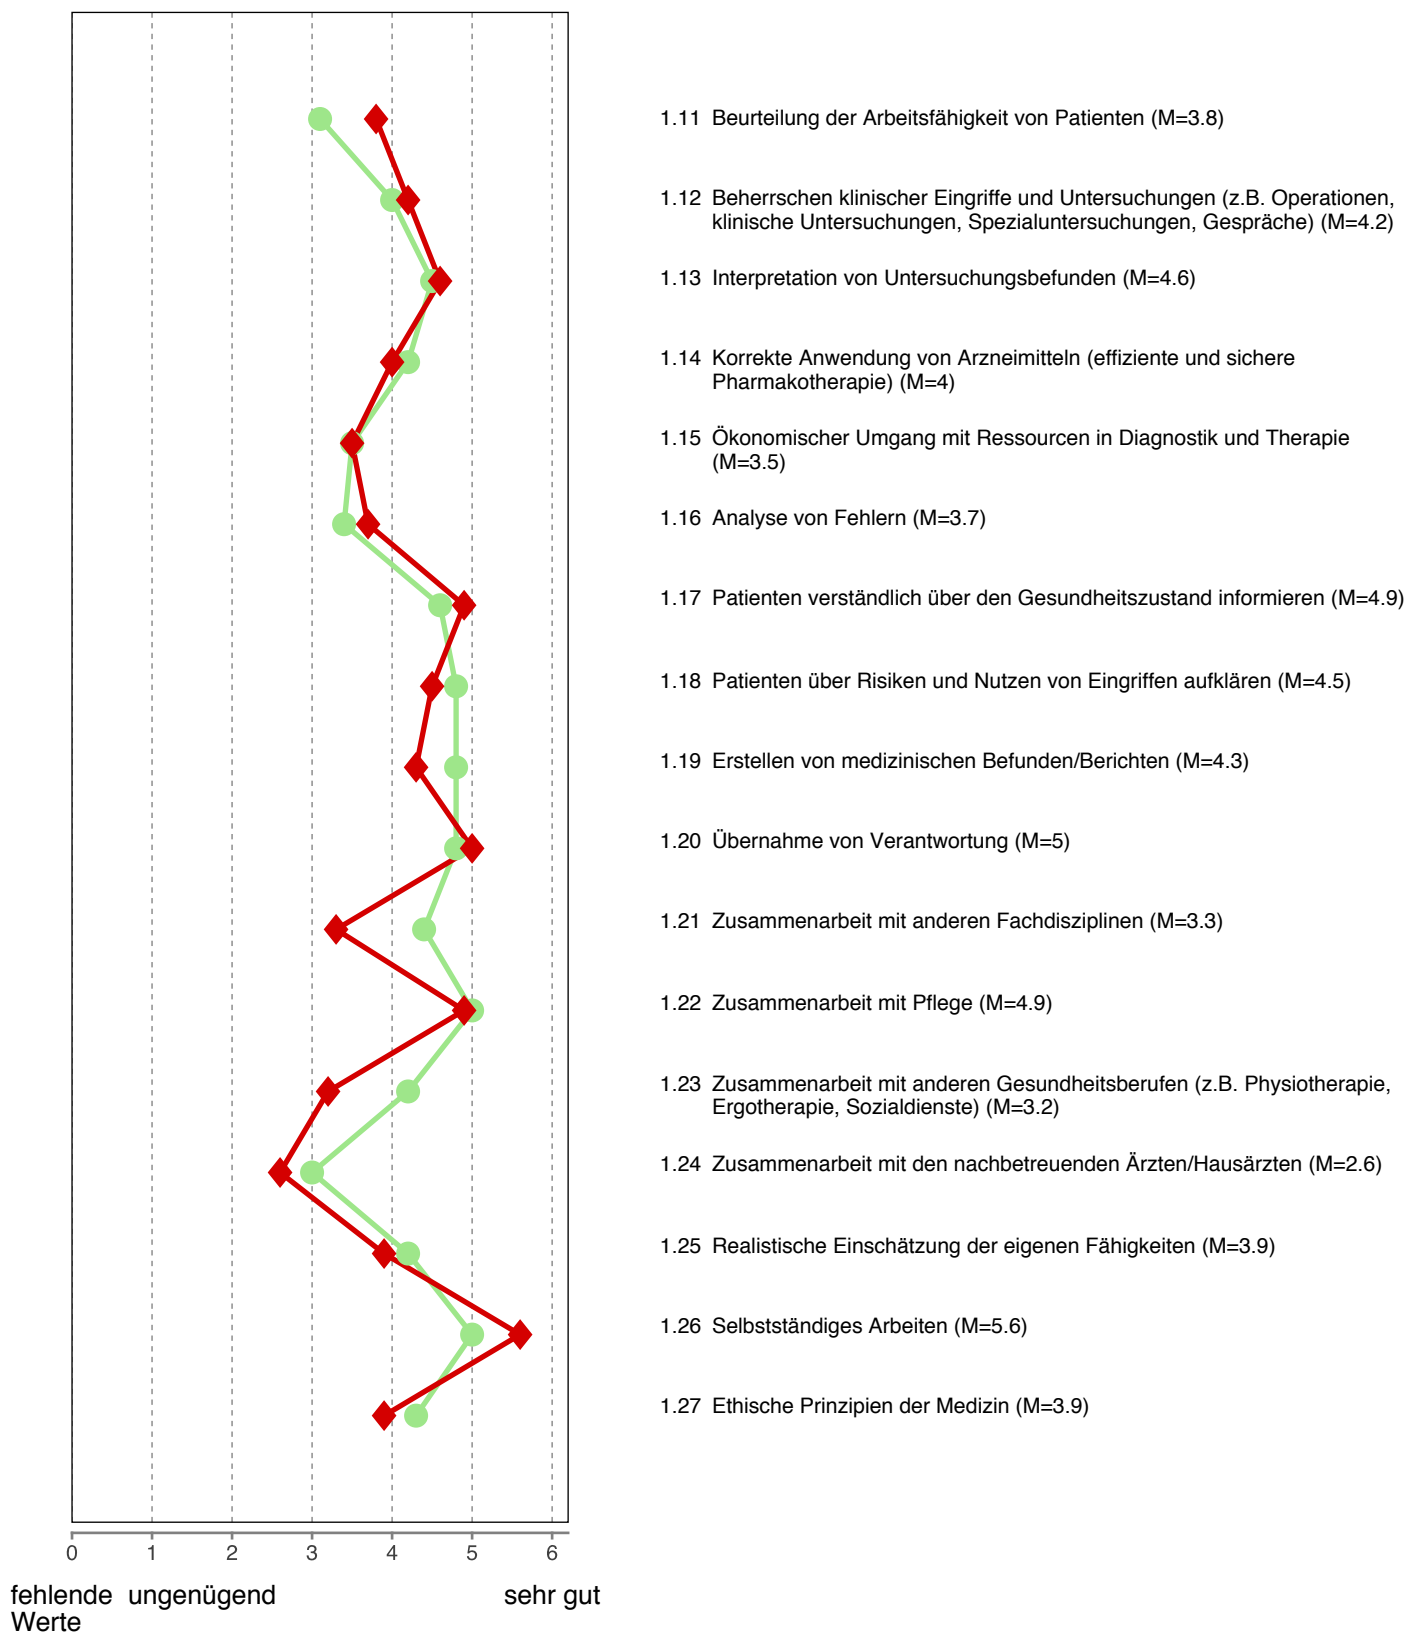 1.11 Beurteilung der Arbeitsfähigkeit von Patienten (M=3.8)
1.12 Beherrschen klinischer Eingriffe und Untersuchungen (z.B. Operationen,
klinische Untersuchungen, Spezialuntersuchungen, Gespräche) (M=4.2)
1.13 Interpretation von Untersuchungsbefunden (M=4.6)
1.14 Korrekte Anwendung von Arzneimitteln (effiziente und sichere
Pharmakotherapie) (M=4)
1.15 Ökonomischer Umgang mit Ressourcen in Diagnostik und Therapie
(M=3.5)
1.16 Analyse von Fehlern (M=3.7)
1.17 Patienten verständlich über den Gesundheitszustand informieren (M=4.9)
1.18 Patienten über Risiken und Nutzen von Eingriffen aufklären (M=4.5)
1.19 Erstellen von medizinischen Befunden/Berichten (M=4.3)
1.20 Übernahme von Verantwortung (M=5)
1.21 Zusammenarbeit mit anderen Fachdisziplinen (M=3.3)
1.22 Zusammenarbeit mit Pflege (M=4.9)
1.23 Zusammenarbeit mit anderen Gesundheitsberufen (z.B. Physiotherapie,
Ergotherapie, Sozialdienste) (M=3.2)
1.24 Zusammenarbeit mit den nachbetreuenden Ärzten/Hausärzten (M=2.6)
1.25 Realistische Einschätzung der eigenen Fähigkeiten (M=3.9)
1.26 Selbstständiges Arbeiten (M=5.6)
1.27 Ethische Prinzipien der Medizin (M=3.9)
0 1 2 3 4 5 6
fehlende ungenügend sehr gut
Werte